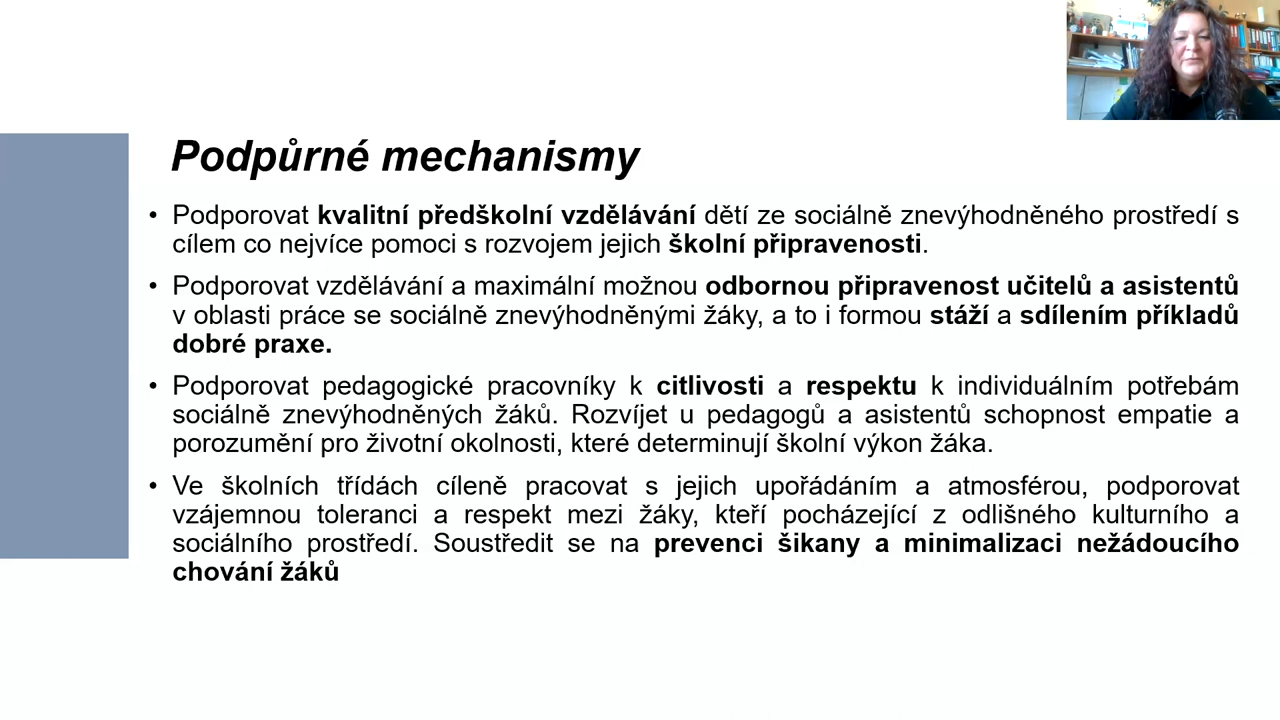 Podpůrné mechanismy
• Podporovat kvalitní předškolní vzdělávání dětí ze sociálně znevýhodněného prostředí s
cílem co nejvíce pomoci s rozvojem jejich školní připravenosti.
• Podporovat vzdělávání a maximální možnou odbornou připravenost učitelů a asistentů
v oblasti práce se sociálně znevýhodněnými žáky, a to i formou stáží a sdílením příkladů
dobré praxe.
• Podporovat pedagogické pracovníky k citlivosti a respektu k individuálním potřebám
sociálně znevýhodněných žáků. Rozvíjet u pedagogů a asistentů schopnost empatie a
porozumění pro životní okolnosti, které determinují školní výkon žáka.
• Ve školních třídách cíleně pracovat s jejich upořádáním a atmosférou, podporovat
vzájemnou toleranci a respekt mezi žáky, kteří pocházející z odlišného kulturního a
sociálního prostředí. Soustředit se na prevenci šikany a minimalizaci nežádoucího
chování žáků